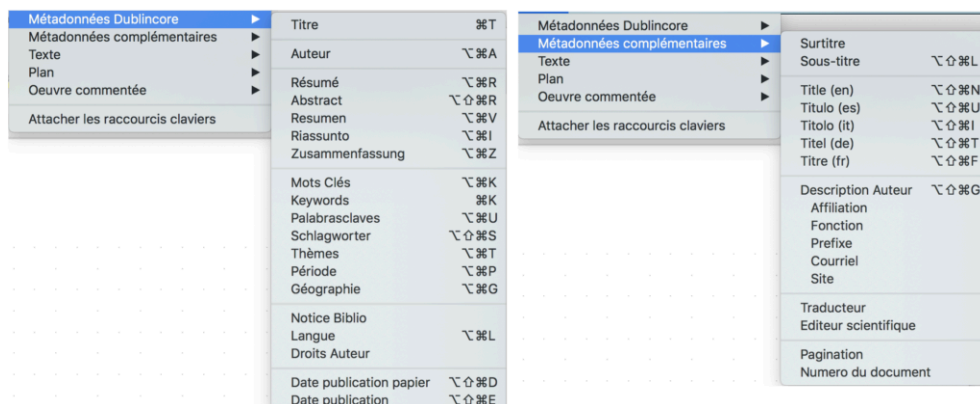 Métadonnées Dublincore ▶
Métadonnées complémentaires ▶
Texte ▶
Plan ▶
Oeuvre commentée ▶
Attacher les raccourcis claviers
Titre ⌘T
Auteur ⌥⌘A
Résumé ⌥⌘R
Abstract ⌥⇧⌘R
Resumen ⌥⌘V
Riassunto ⌥⌘I
Zusammenfassung ⌥⌘Z
Mots Clés ⌥⌘K
Keywords ⌘K
Palabrasclaves ⌥⌘U
Schlagworter ⌥⇧⌘S
Thèmes ⌥⌘T
Période ⌥⌘P
Géographie ⌥⌘G
Notice Biblio
Langue ⌥⌘L
Droits Auteur
Date publication papier ⌥⇧⌘D
Date publication ⌥⇧⌘E
Métadonnées Dublincore ▶
Métadonnées complémentaires ▶
Texte ▶
Plan ▶
Oeuvre commentée ▶
Attacher les raccourcis claviers
Surtitre
Sous-titre ⌥⇧⌘L
Title (en) ⌥⇧⌘N
Titulo (es) ⌥⇧⌘U
Titolo (it) ⌥⇧⌘I
Titel (de) ⌥⇧⌘T
Titre (fr) ⌥⇧⌘F
Description Auteur ⌥⇧⌘G
Affiliation
Fonction
Prefixe
Courriel
Site
Traducteur
Editeur scientifique
Pagination
Numero du document